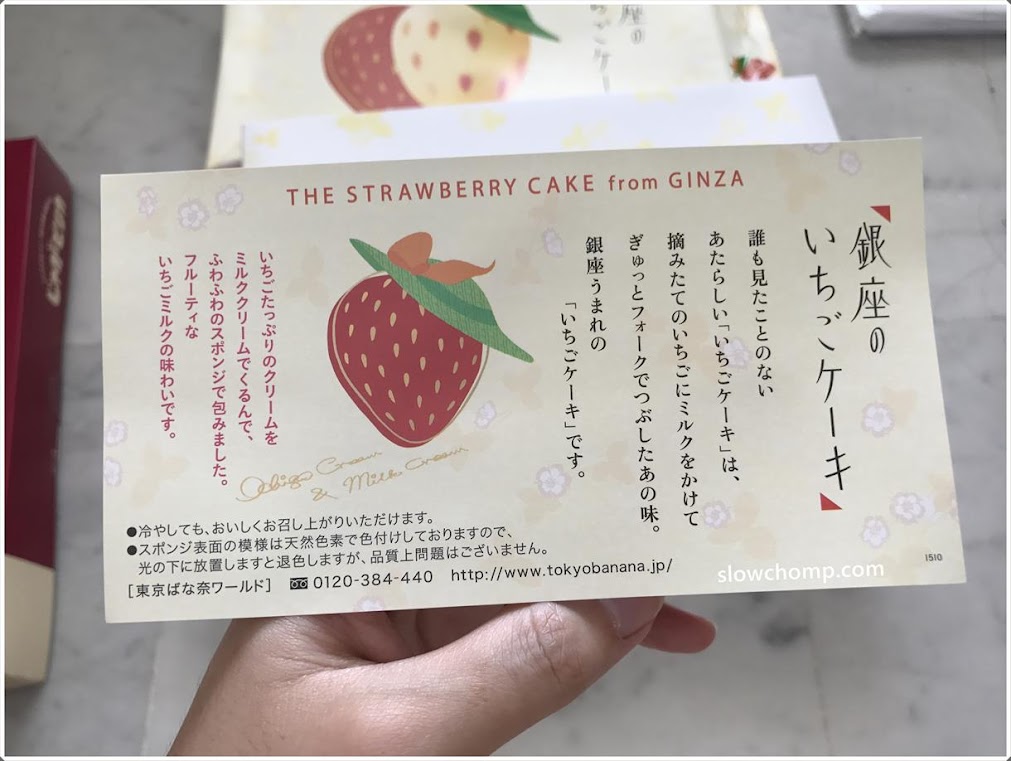 座の
ちごケー
THE STRAWBERRY CAKE from GINZA
銀座の
いちごケーキ
誰も見たことのない
あたらしい「いちごケーキ」は、
摘みたてのいちごにミルクをかけて
ぎゅっとフォークでつぶしたあの味。
銀座うまれの
「いちごケーキ」です。
いちごたっぷりのクリームを
ミルククリームでくるんで、
ふわふわのスポンジで包みました。
フルーティな
いちごミルクの味わいです。
Ichigo Cream
& Milk Cream
●冷やしても、おいしくお召し上がりいただけます。
●スポンジ表面の模様は天然色素で色付けしておりますので、
光の下に放置しますと退色しますが、品質上問題はございません。
[東京ばな奈ワールド] 0120-384-440 http://www.tokyobanana.jp/
1510
slowchomp.com